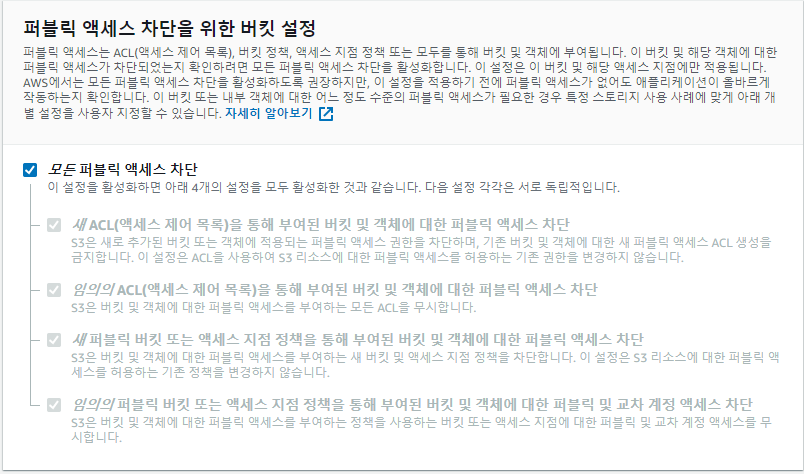 퍼블릭 액세스 차단을 위한 버킷 설정
퍼블릭 액세스는 ACL(액세스 제어 목록), 버킷 정책, 액세스 지점 정책 또는 모두를 통해 버킷 및 객체에 부여됩니다. 이 버킷 및 해당 객체에 대한
퍼블릭 액세스가 차단되었는지 확인하려면 모든 퍼블릭 액세스 차단을 활성화합니다. 이 설정은 이 버킷 및 해당 액세스 지점에만 적용됩니다.
AWS에서는 모든 퍼블릭 액세스 차단을 활성화하도록 권장하지만, 이 설정을 적용하기 전에 퍼블릭 액세스가 없어도 애플리케이션이 올바르게
작동하는지 확인합니다. 이 버킷 또는 내부 객체에 대한 어느 정도 수준의 퍼블릭 액세스가 필요한 경우 특정 스토리지 사용 사례에 맞게 아래 개
별 설정을 사용자 지정할 수 있습니다. 자세히 알아보기
모든 퍼블릭 액세스 차단
이 설정을 활성화하면 아래 4개의 설정을 모두 활성화한 것과 같습니다. 다음 설정 각각은 서로 독립적입니다.
새 ACL(액세스 제어 목록)을 통해 부여된 버킷 및 객체에 대한 퍼블릭 액세스 차단
S3은 새로 추가된 버킷 또는 객체에 적용되는 퍼블릭 액세스 권한을 차단하며, 기존 버킷 및 객체에 대한 새 퍼블릭 액세스 ACL 생성을
금지합니다. 이 설정은 ACL을 사용하여 S3 리소스에 대한 퍼블릭 액세스를 허용하는 기존 권한을 변경하지 않습니다.
임의의 ACL(액세스 제어 목록)을 통해 부여된 버킷 및 객체에 대한 퍼블릭 액세스 차단
S3은 버킷 및 객체에 대한 퍼블릭 액세스를 부여하는 모든 ACL을 무시합니다.
새 퍼블릭 버킷 또는 액세스 지점 정책을 통해 부여된 버킷 및 객체에 대한 퍼블릭 액세스 차단
S3은 버킷 및 객체에 대한 퍼블릭 액세스를 부여하는 새 버킷 및 액세스 지점 정책을 차단합니다. 이 설정은 S3 리소스에 대한 퍼블릭 액
세스를 허용하는 기존 정책을 변경하지 않습니다.
임의의 퍼블릭 버킷 또는 액세스 지점 정책을 통해 부여된 버킷 및 객체에 대한 퍼블릭 및 교차 계정 액세스 차단
S3은 버킷 및 객체에 대한 퍼블릭 액세스를 부여하는 정책을 사용하는 버킷 또는 액세스 지점에 대한 퍼블릭 및 교차 계정 액세스를 무
시합니다.